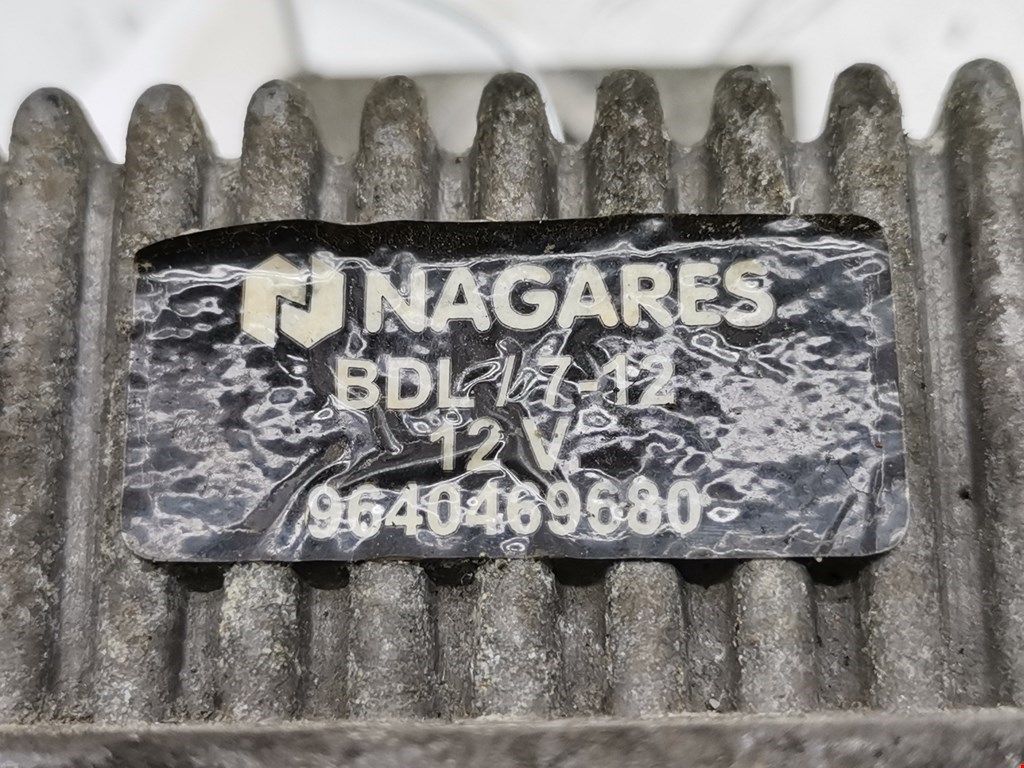 NAGARES
BDL / 7-12
12 V
9640469680